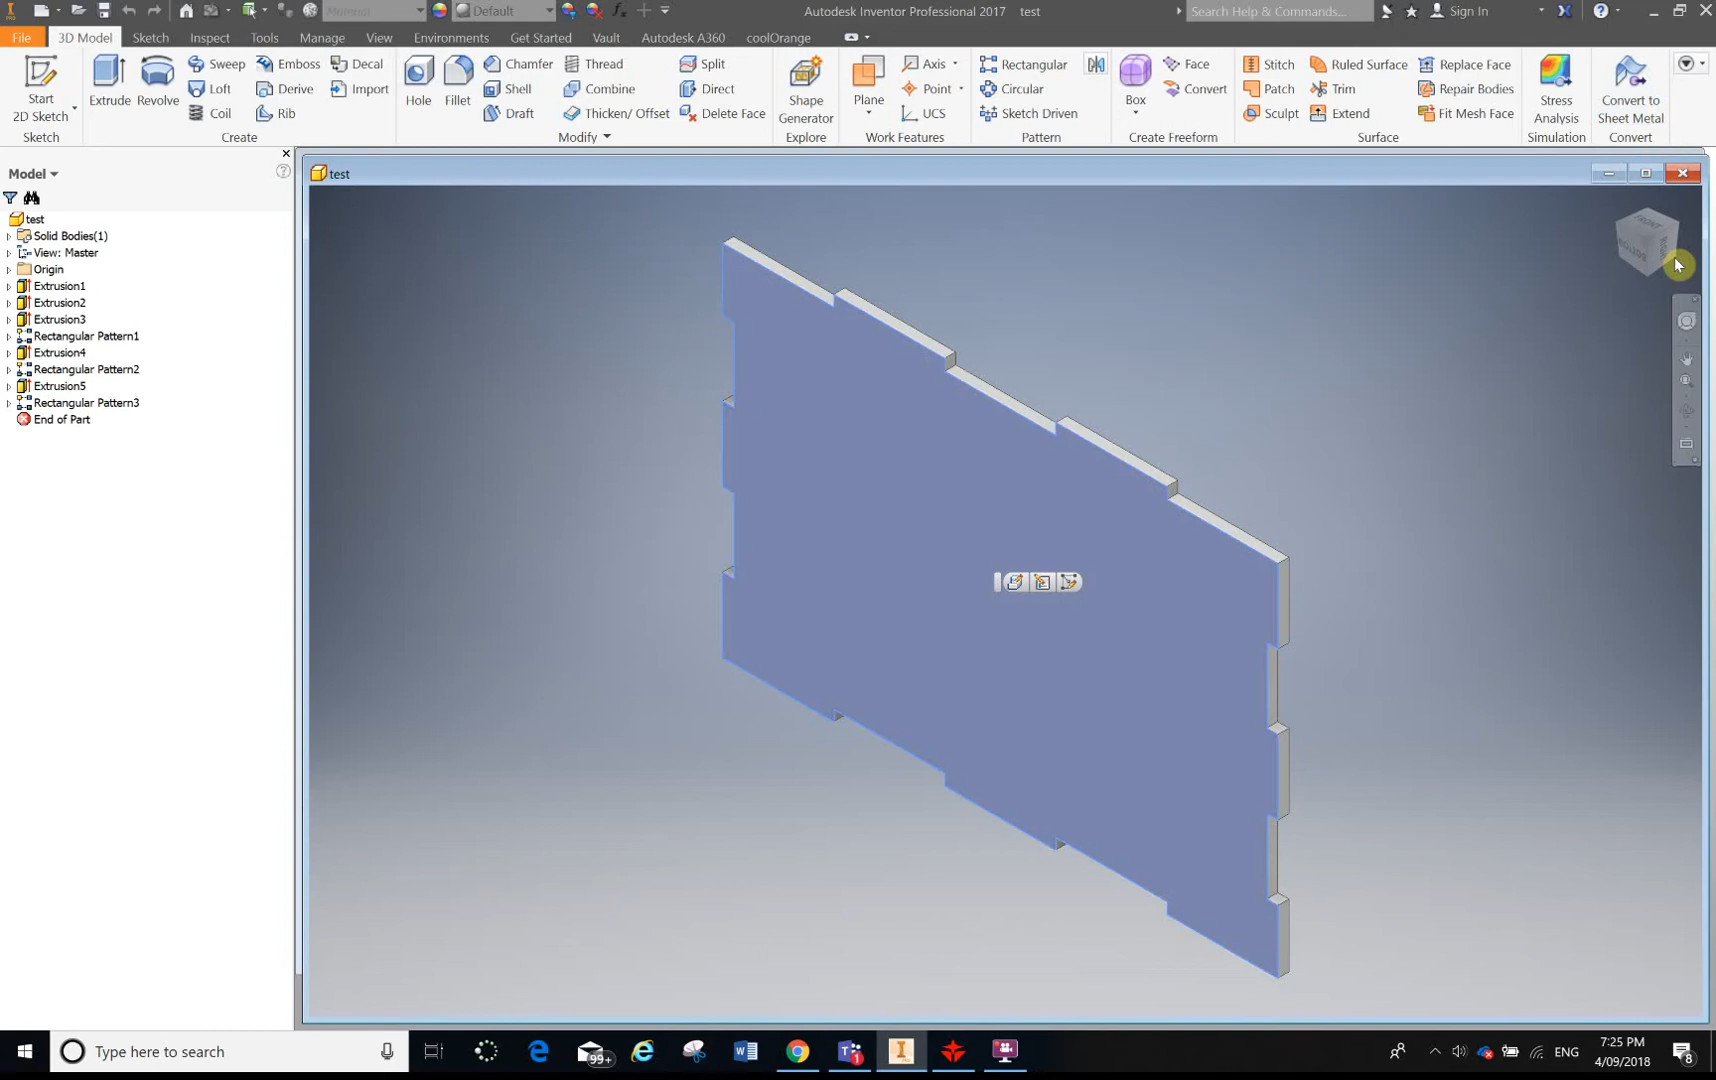 PRO
Material
Default
Autodesk Inventor Professional 2017 test
Search Help & Commands...
Sign In
File
3D Model
Sketch
Inspect
Tools
Manage
View
Environments
Get Started
Vault
Autodesk A360
coolOrange
Start
2D Sketch
Extrude
Revolve
Sweep
Loft
Coil
Emboss
Derive
Rib
Decal
Import
Hole
Fillet
Chamfer
Shell
Draft
Thread
Combine
Thicken/ Offset
Split
Direct
Delete Face
Shape
Generator
Plane
Axis
Point
UCS
Rectangular
Circular
Sketch Driven
Box
Face
Convert
Stitch
Patch
Sculpt
Ruled Surface
Trim
Extend
Replace Face
Repair Bodies
Fit Mesh Face
Stress
Analysis
Convert to
Sheet Metal
Sketch
Create
Modify
Explore
Work Features
Pattern
Create Freeform
Surface
Simulation
Convert
Model
test
Solid Bodies(1)
View: Master
Origin
Extrusion1
Extrusion2
Extrusion3
Rectangular Pattern1
Extrusion4
Rectangular Pattern2
Extrusion5
Rectangular Pattern3
End of Part
test
FRONT
Type here to search
99+
1
ENG
7:25 PM
4/09/2018
8